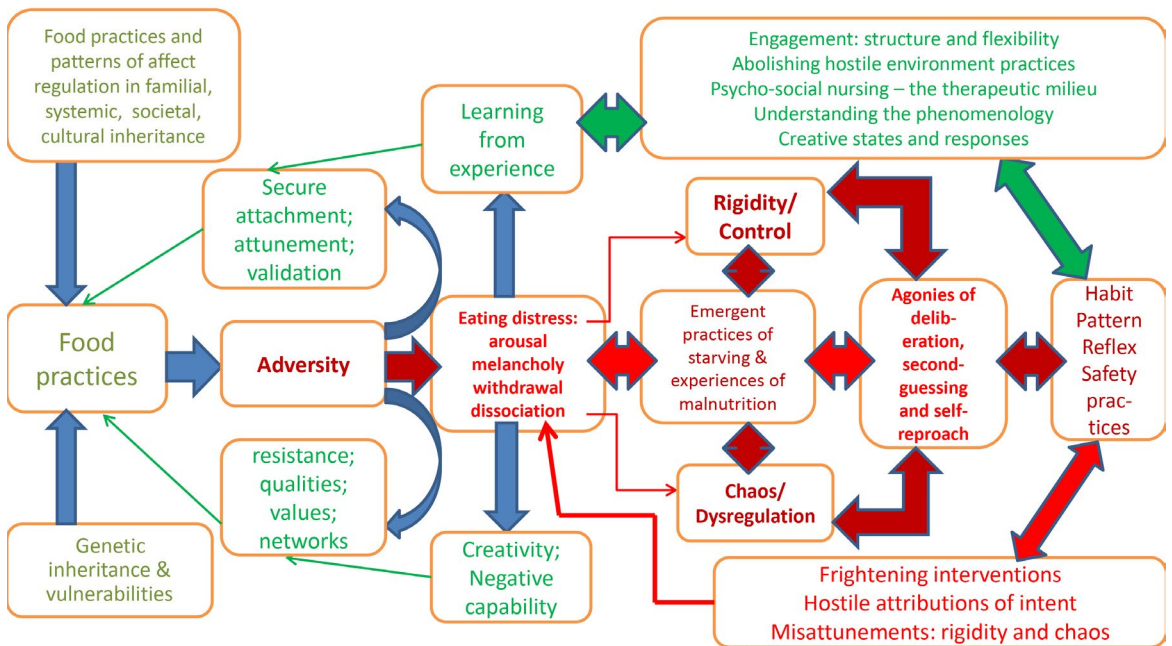 Food practices and
patterns of affect
regulation in familial,
systemic, societal,
cultural inheritance
Learning
from
experience
Engagement: structure and flexibility
Abolishing hostile environment practices
Psycho-social nursing – the therapeutic milieu
Understanding the phenomenology
Creative states and responses
Secure
attachment;
attunement;
validation
Rigidity/
Control
Food
practices
Adversity
Eating distress:
arousal
melancholy
withdrawal
dissociation
Emergent
practices of
starving &
experiences of
malnutrition
Agonies of
delib-
eration,
second-
guessing
and self-
reproach
Habit
Pattern
Reflex
Safety
prac-
tices
resistance;
qualities;
values;
networks
Chaos/
Dysregulation
Genetic
inheritance &
vulnerabilities
Creativity;
Negative
capability
Frightening interventions
Hostile attributions of intent
Misattunements: rigidity and chaos